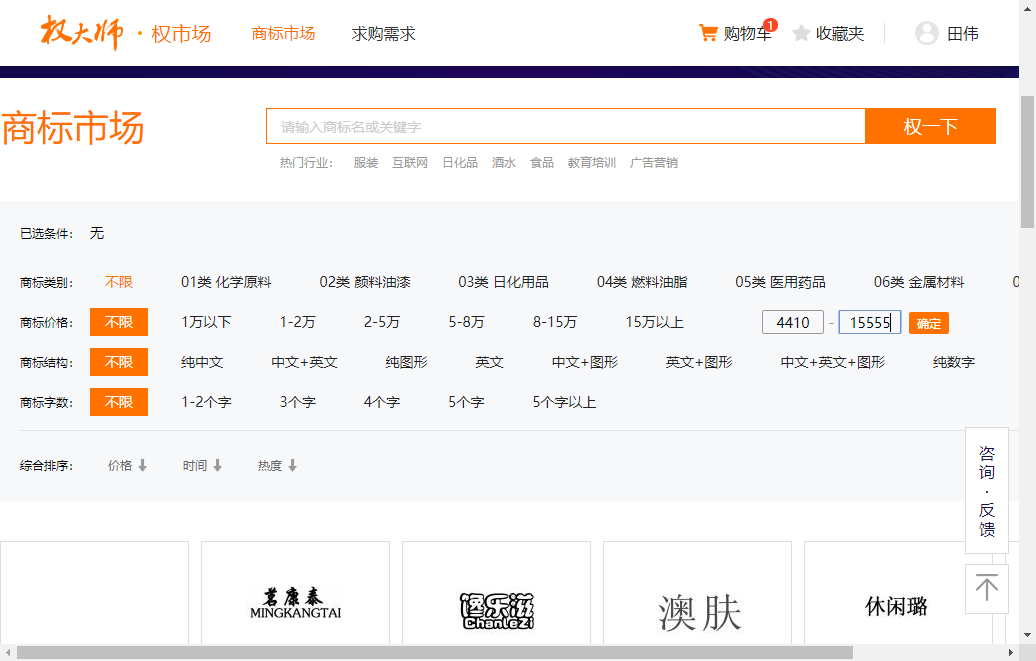 权大师 · 权市场 商标市场 求购需求 购物车 1 收藏夹 田伟
商标市场 请输入商标名或关键字 权一下
热门行业： 服装 互联网 日化品 酒水 食品 教育培训 广告营销
已选条件： 无
商标类别： 不限 01类 化学原料 02类 颜料油漆 03类 日化用品 04类 燃料油脂 05类 医用药品 06类 金属材料 0
商标价格： 不限 1万以下 1-2万 2-5万 5-8万 8-15万 15万以上 4410 - 15555 确定
商标结构： 不限 纯中文 中文+英文 纯图形 英文 中文+图形 英文+图形 中文+英文+图形 纯数字
商标字数： 不限 1-2个字 3个字 4个字 5个字 5个字以上
综合排序： 价格 时间 热度
咨询·反馈
茗康泰
MINGKANGTAI
馋乐滋
ChanLeZi
澳肤
休闲璐